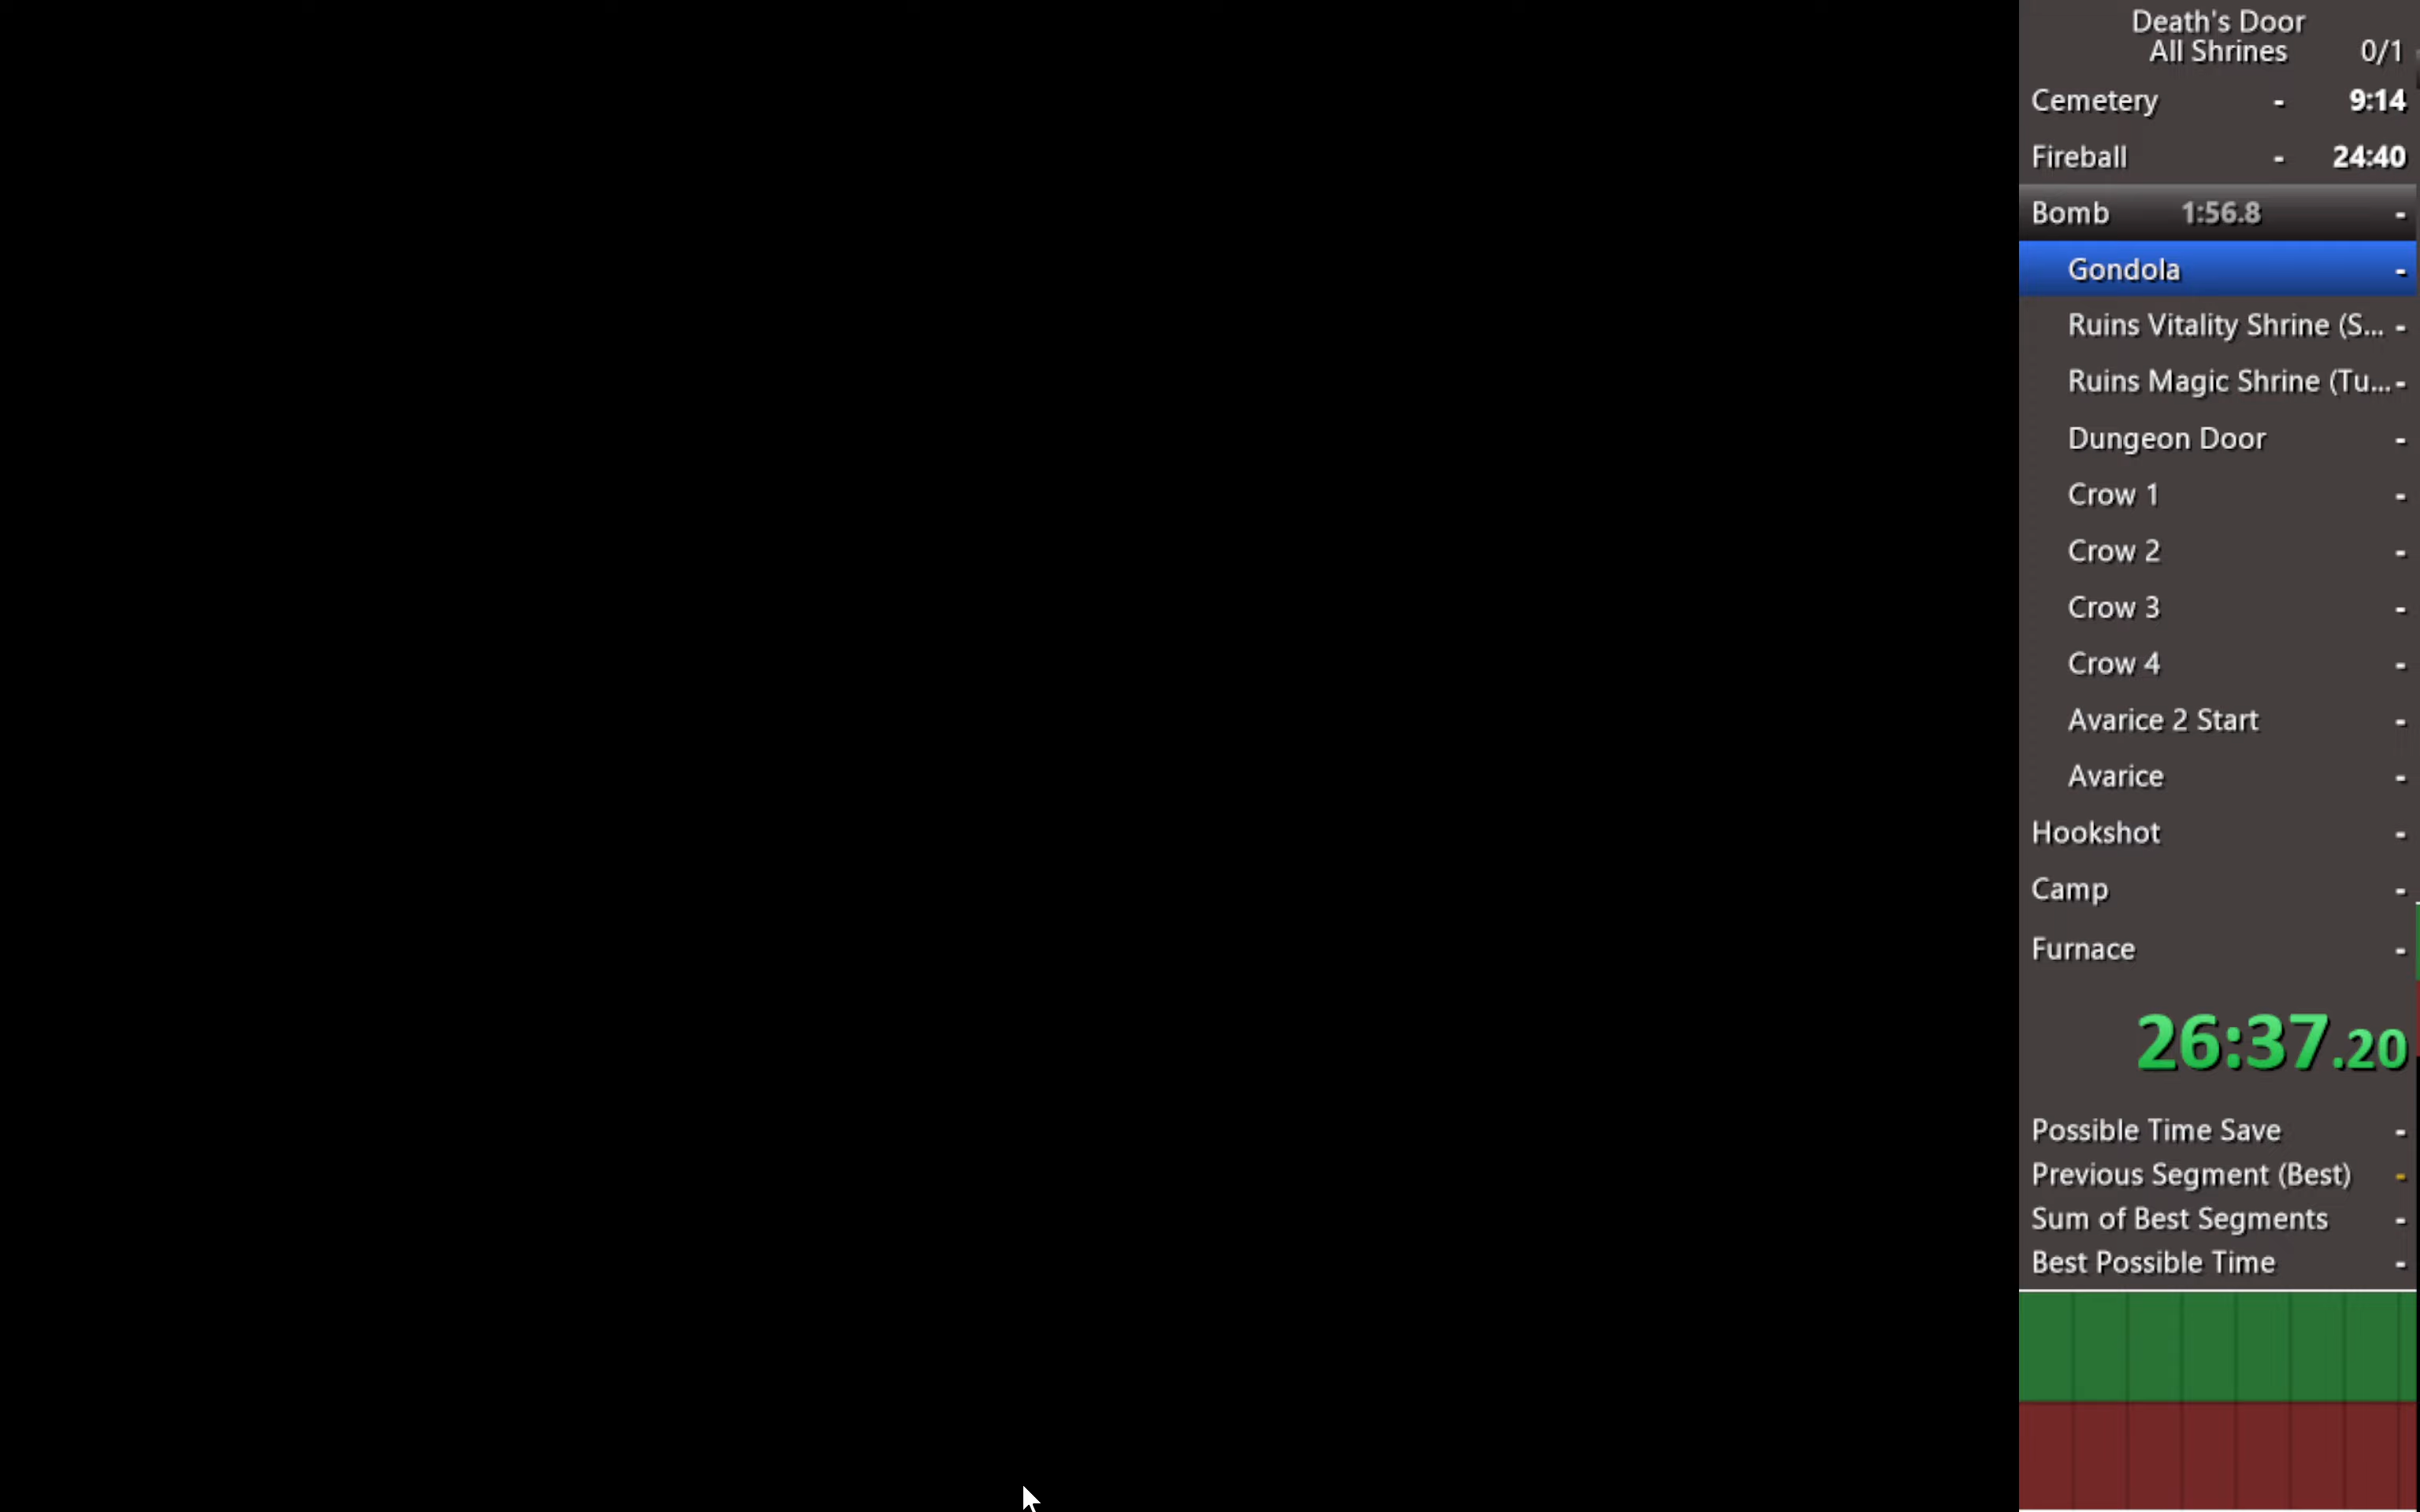 Death's Door
All Shrines 0/1
Cemetery - 9:14
Fireball - 24:40
Bomb 1:56.8 -
Gondola -
Ruins Vitality Shrine (S... -
Ruins Magic Shrine (Tu... -
Dungeon Door -
Crow 1 -
Crow 2 -
Crow 3 -
Crow 4 -
Avarice 2 Start -
Avarice -
Hookshot -
Camp -
Furnace -
26:37.20
Possible Time Save -
Previous Segment (Best) -
Sum of Best Segments -
Best Possible Time -